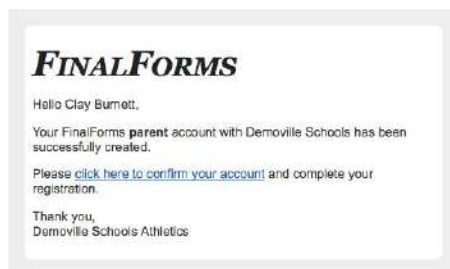 FINALFORMS
Hello Clay Burnett,
Your FinalForms parent account with Demoville Schools has been
successfully created.
Please click here to confirm your account and complete your
registration.
Thank you,
Demoville Schools Athletics